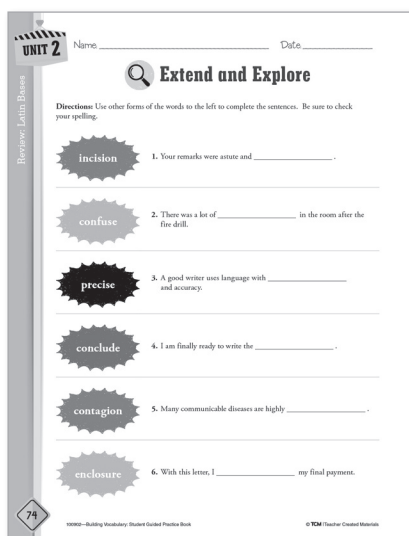 UNIT 2
Name
Date
Review: Latin Bases
Extend and Explore
Directions: Use other forms of the words to the left to complete the sentences. Be sure to check
your spelling.
incision
1. Your remarks were astute and ____________________ .
confuse
2. There was a lot of ____________________ in the room after the
fire drill.
precise
3. A good writer uses language with ____________________
and accuracy.
conclude
4. I am finally ready to write the ____________________ .
contagion
5. Many communicable diseases are highly ____________________ .
enclosure
6. With this letter, I ____________________ my final payment.
74
100902—Building Vocabulary: Student Guided Practice Book
© TCM | Teacher Created Materials